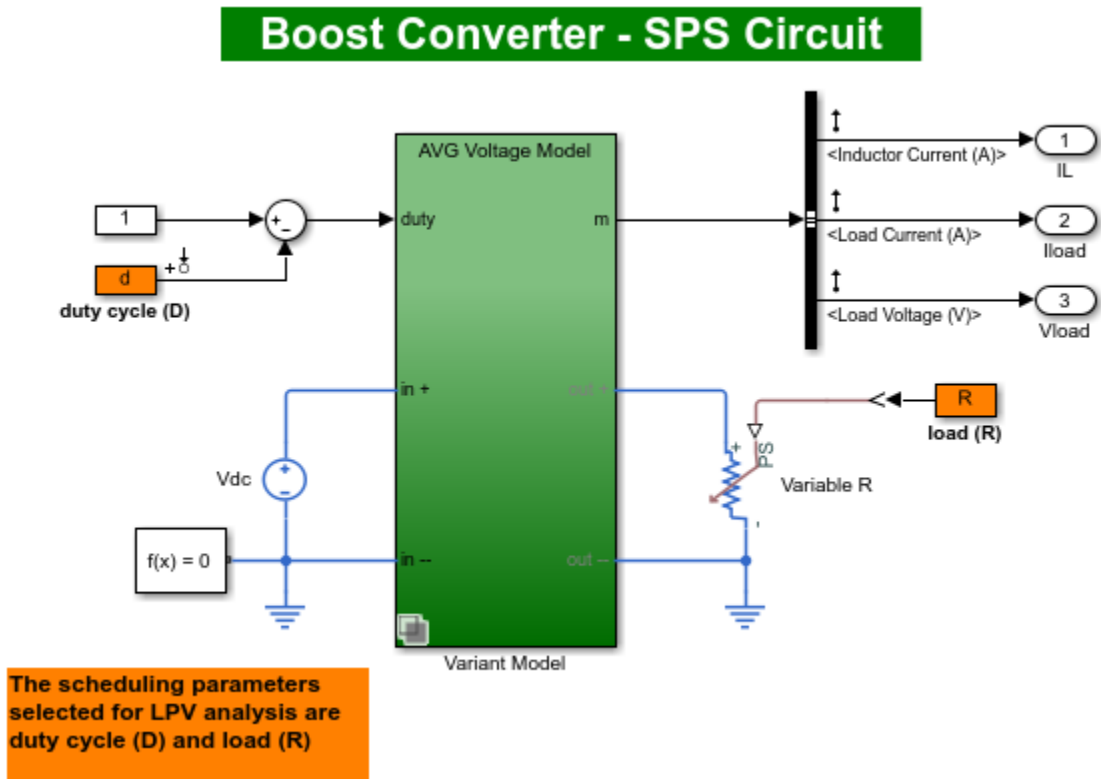 Boost Converter - SPS Circuit
AVG Voltage Model
1
d
duty cycle (D)
duty
m
<Inductor Current (A)>
1
IL
<Load Current (A)>
2
Iload
<Load Voltage (V)>
3
Vload
in +
out +
R
load (R)
PS
Variable R
Vdc
f(x) = 0
in --
out --
Variant Model
The scheduling parameters
selected for LPV analysis are
duty cycle (D) and load (R)